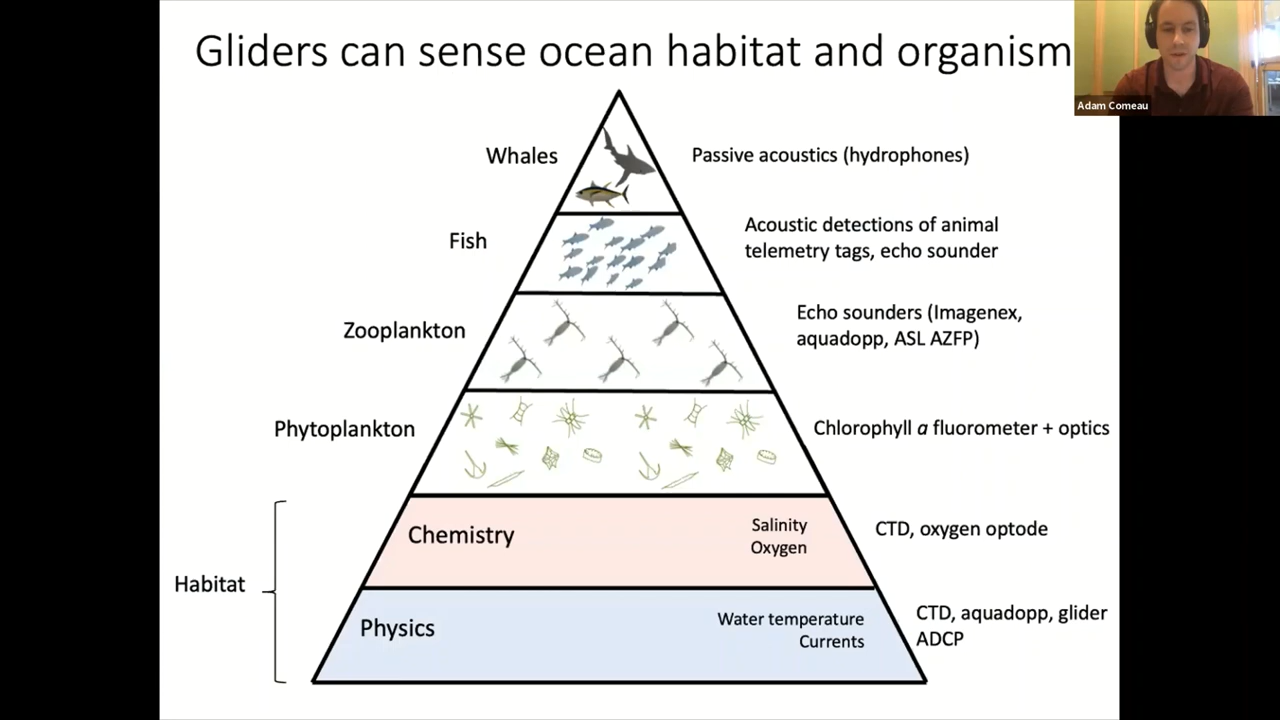 Gliders can sense ocean habitat and organism
Adam Comeau
Whales
Passive acoustics (hydrophones)
Fish
Acoustic detections of animal
telemetry tags, echo sounder
Zooplankton
Echo sounders (Imagenex,
aquadopp, ASL AZFP)
Phytoplankton
Chlorophyll a fluorometer + optics
Habitat
Chemistry
Salinity
Oxygen
CTD, oxygen optode
Physics
Water temperature
Currents
CTD, aquadopp, glider
ADCP